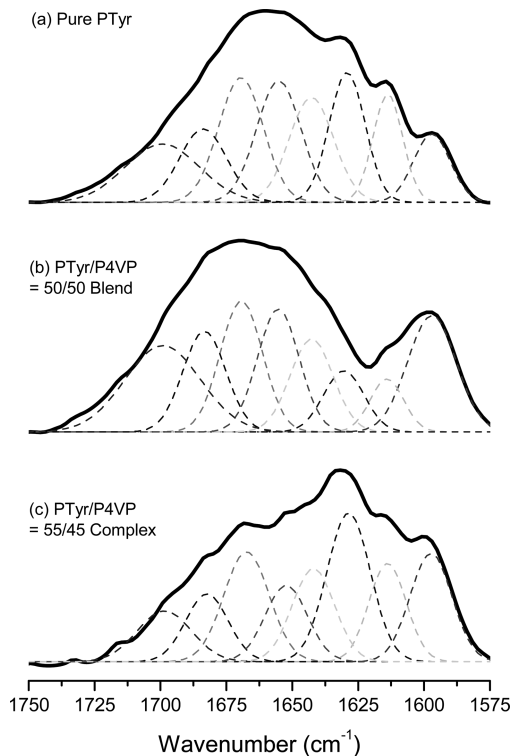 (a) Pure PTyr
(b) PTyr/P4VP
= 50/50 Blend
(c) PTyr/P4VP
= 55/45 Complex
1750 1725 1700 1675 1650 1625 1600 1575
Wavenumber (cm⁻¹)